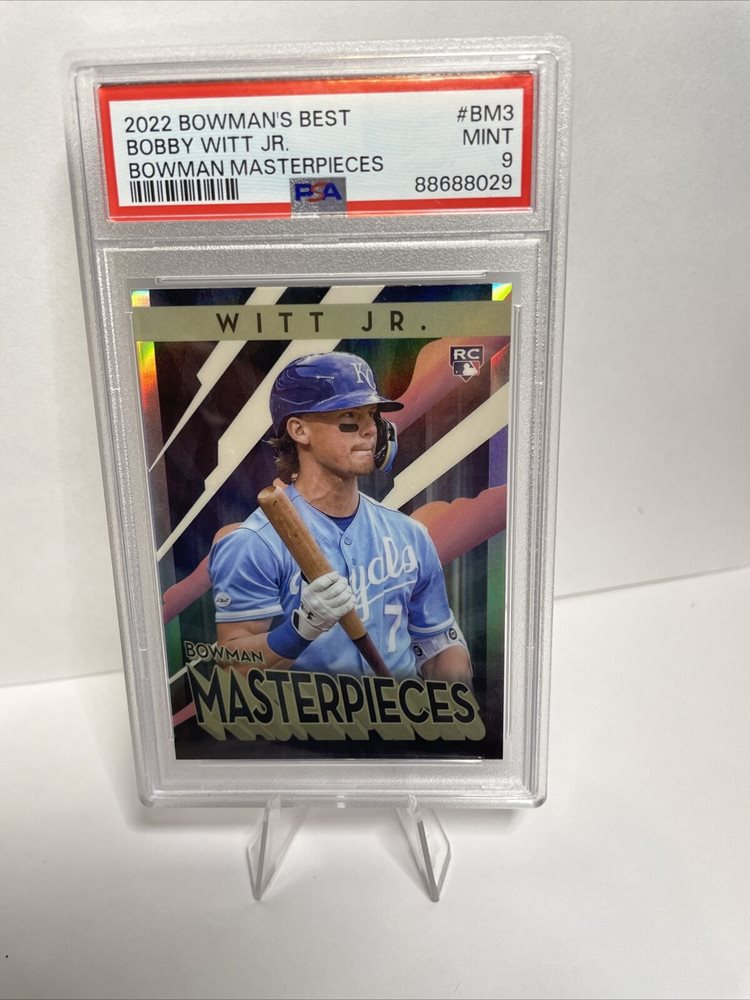 2022 BOWMAN'S BEST #BM3
BOBBY WITT JR. MINT
BOWMAN MASTERPIECES 9
PSA 88688029
WITT JR.
RC
KC
Royals
7
BOWMAN
MASTERPIECES